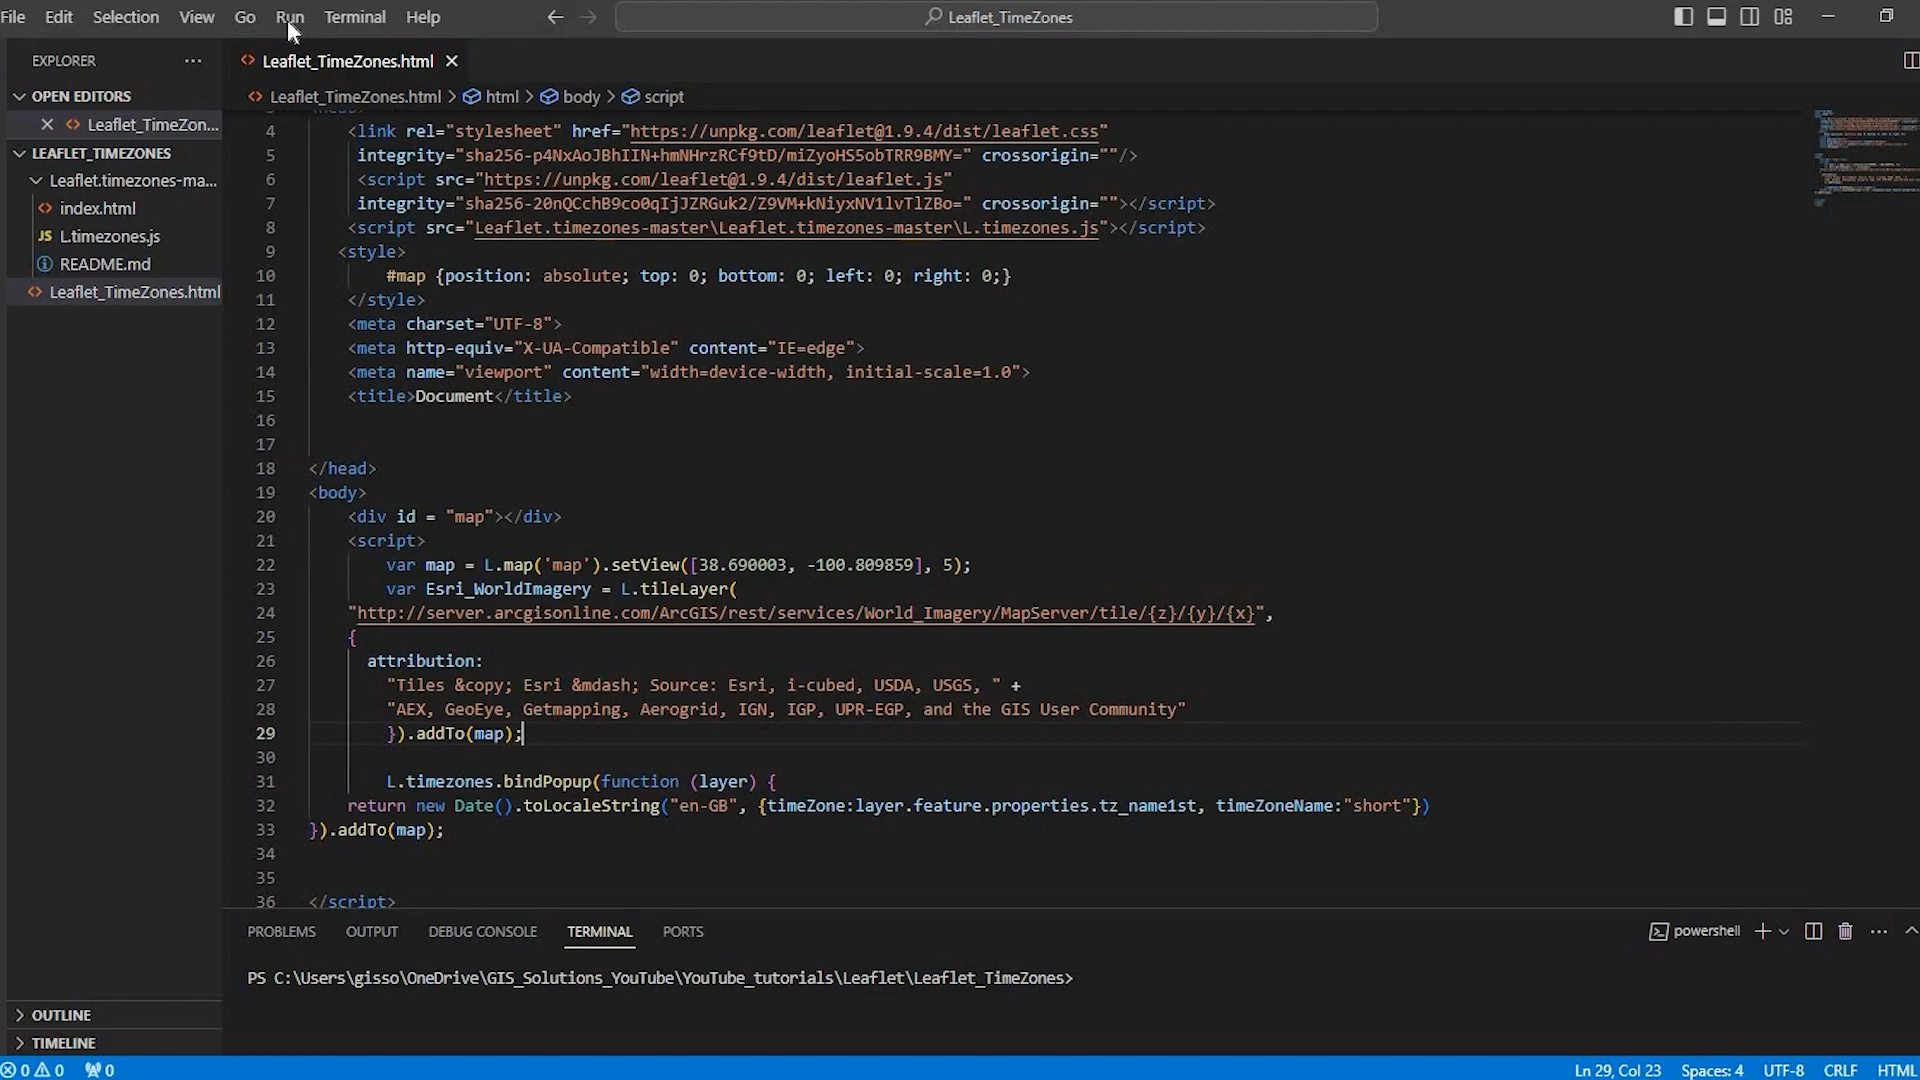 File Edit Selection View Go Run Terminal Help Leaflet_TimeZones
EXPLORER
OPEN EDITORS
Leaflet_TimeZon...
LEAFLET_TIMEZONES
Leaflet.timezones-ma...
index.html
JS L.timezones.js
README.md
Leaflet_TimeZones.html
OUTLINE
TIMELINE
Leaflet_TimeZones.html
Leaflet_TimeZones.html > html > body > script
4 <link rel="stylesheet" href="https://unpkg.com/leaflet@1.9.4/dist/leaflet.css"
5 integrity="sha256-p4NxAoJBhIIN+hmNHrzRCf9tD/miZyoHS5obTRR9BMY=" crossorigin=""/>
6 <script src="https://unpkg.com/leaflet@1.9.4/dist/leaflet.js"
7 integrity="sha256-20nQCchB9co0qIjJZRGuk2/Z9VM+kNiyxNV1lvTlZBo=" crossorigin=""></script>
8 <script src="Leaflet.timezones-master\Leaflet.timezones-master\L.timezones.js"></script>
9 <style>
10 #map {position: absolute; top: 0; bottom: 0; left: 0; right: 0;}
11 </style>
12 <meta charset="UTF-8">
13 <meta http-equiv="X-UA-Compatible" content="IE=edge">
14 <meta name="viewport" content="width=device-width, initial-scale=1.0">
15 <title>Document</title>
16
17
18 </head>
19 <body>
20 <div id = "map"></div>
21 <script>
22 var map = L.map('map').setView([38.690003, -100.809859], 5);
23 var Esri_WorldImagery = L.tileLayer(
24 "http://server.arcgisonline.com/ArcGIS/rest/services/World_Imagery/MapServer/tile/{z}/{y}/{x}",
25 {
26 attribution:
27 "Tiles &copy; Esri &mdash; Source: Esri, i-cubed, USDA, USGS, " +
28 "AEX, GeoEye, Getmapping, Aerogrid, IGN, IGP, UPR-EGP, and the GIS User Community"
29 }).addTo(map);
30
31 L.timezones.bindPopup(function (layer) {
32 return new Date().toLocaleString("en-GB", {timeZone:layer.feature.properties.tz_name1st, timeZoneName:"short"})
33 }).addTo(map);
34
35
36 </script>
PROBLEMS OUTPUT DEBUG CONSOLE TERMINAL PORTS powershell
PS C:\Users\gisso\OneDrive\GIS_Solutions_YouTube\YouTube_tutorials\Leaflet\Leaflet_TimeZones>
0 0 0 Ln 29, Col 23 Spaces: 4 UTF-8 CRLF HTML